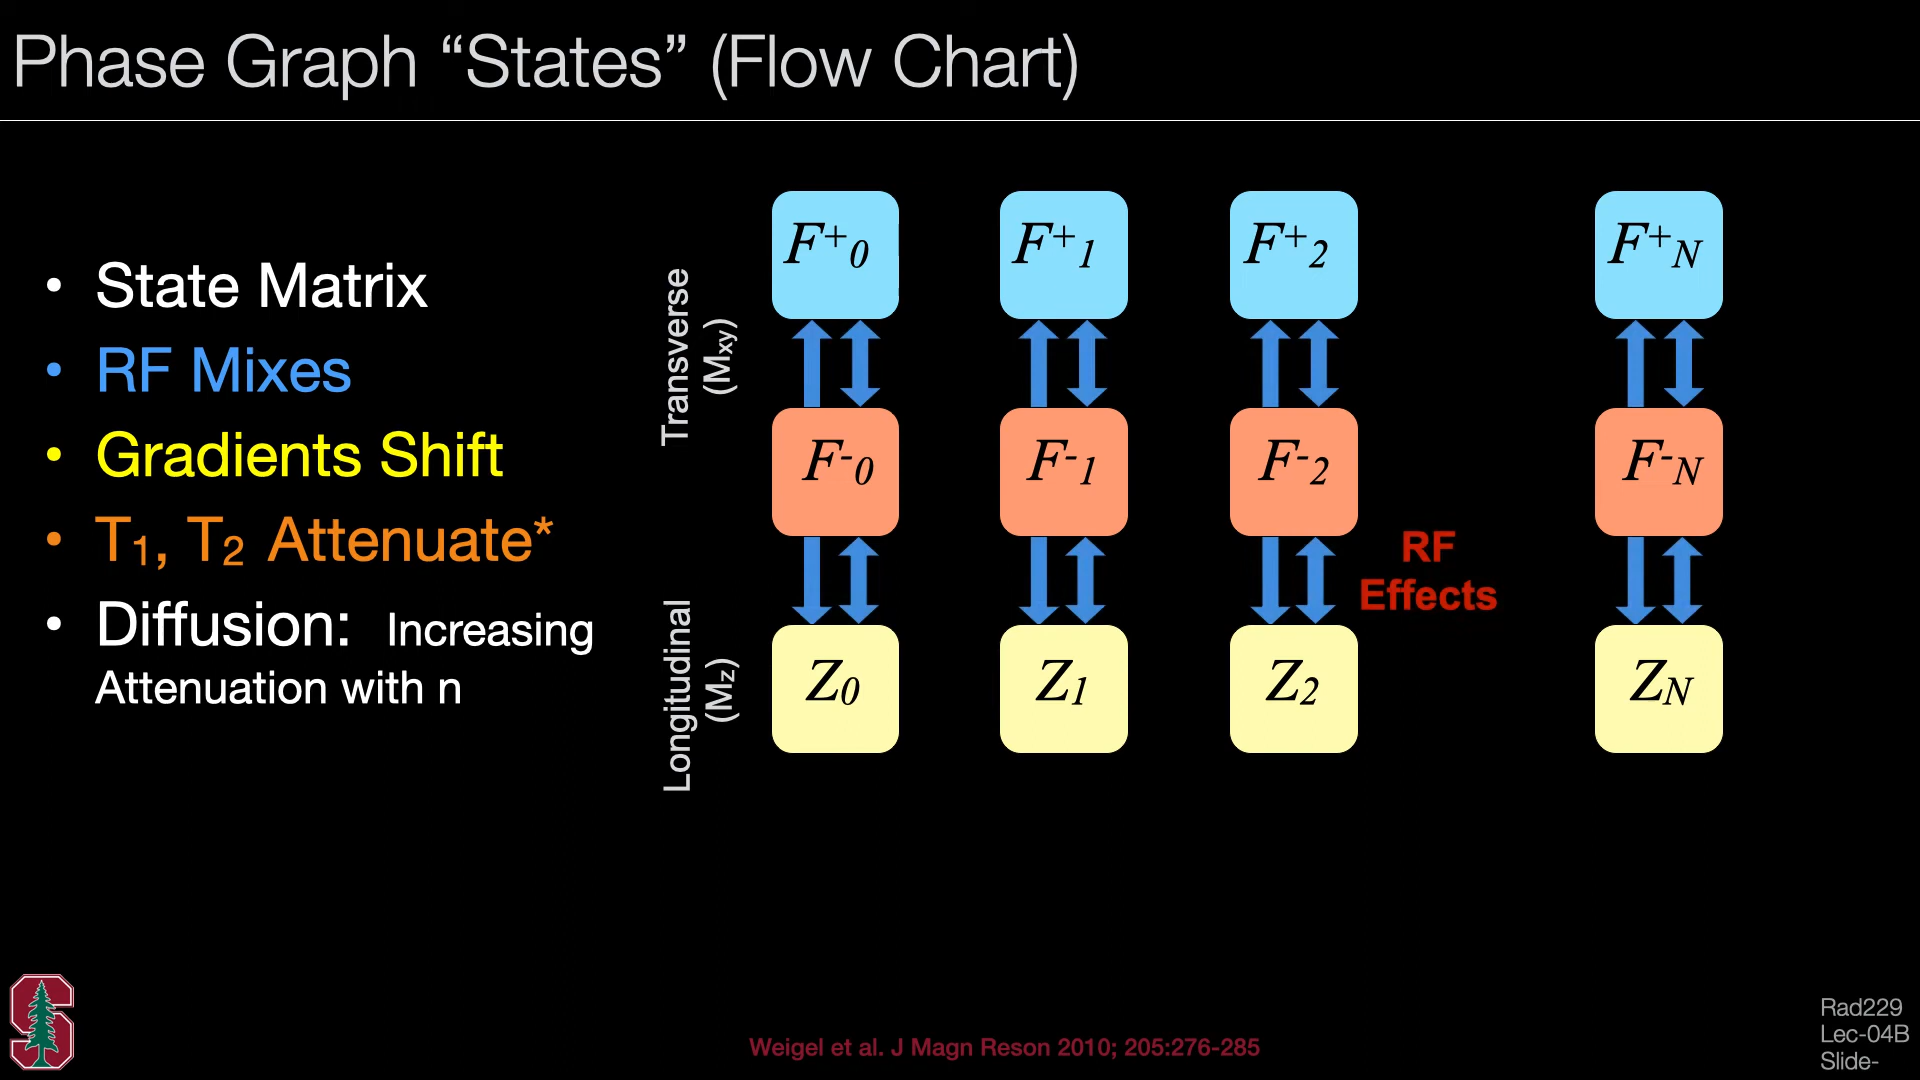 Phase Graph “States” (Flow Chart)
• State Matrix
• RF Mixes
• Gradients Shift
• T1, T2 Attenuate*
• Diffusion: Increasing
Attenuation with n
Transverse
(Mxy)
Longitudinal
(Mz)
F+0 F+1 F+2 F+N
F-0 F-1 F-2 F-N
RF
Effects
Z0 Z1 Z2 ZN
Weigel et al. J Magn Reson 2010; 205:276-285
Rad229
Lec-04B
Slide-